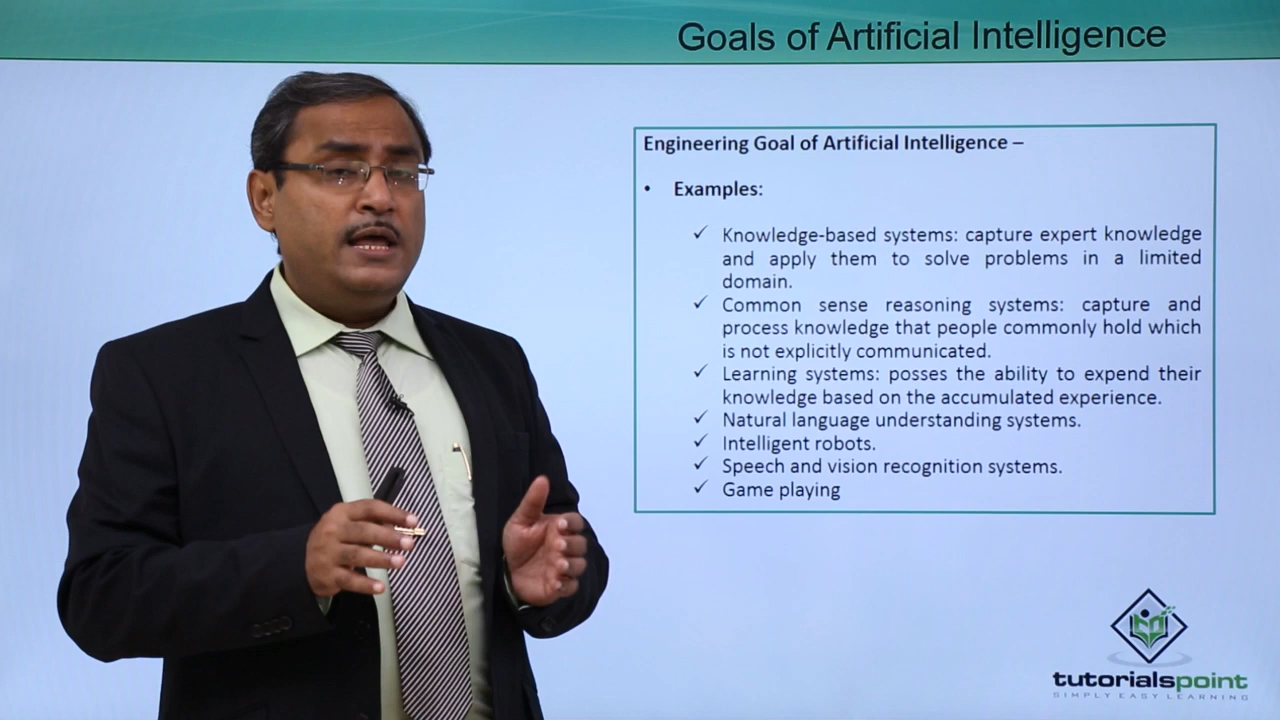 Goals of Artificial Intelligence
Engineering Goal of Artificial Intelligence –
• Examples:
✓ Knowledge-based systems: capture expert knowledge
and apply them to solve problems in a limited
domain.
✓ Common sense reasoning systems: capture and
process knowledge that people commonly hold which
is not explicitly communicated.
✓ Learning systems: posses the ability to expend their
knowledge based on the accumulated experience.
✓ Natural language understanding systems.
✓ Intelligent robots.
✓ Speech and vision recognition systems.
✓ Game playing
tutorialspoint
SIMPLY EASY LEARNING